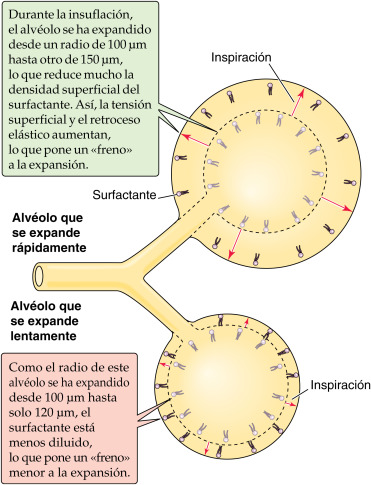 Durante la insuflación,
el alvéolo se ha expandido
desde un radio de 100 µm
hasta otro de 150 µm,
lo que reduce mucho la
densidad superficial del
surfactante. Así, la tensión
superficial y el retroceso
elástico aumentan,
lo que pone un «freno»
a la expansión.
Inspiración
Surfactante
Alvéolo que
se expande
rápidamente
Alvéolo que
se expande
lentamente
Como el radio de este
alvéolo se ha expandido
desde 100 µm hasta
solo 120 µm, el
surfactante está
menos diluido,
lo que pone un «freno»
menor a la expansión.
Inspiración